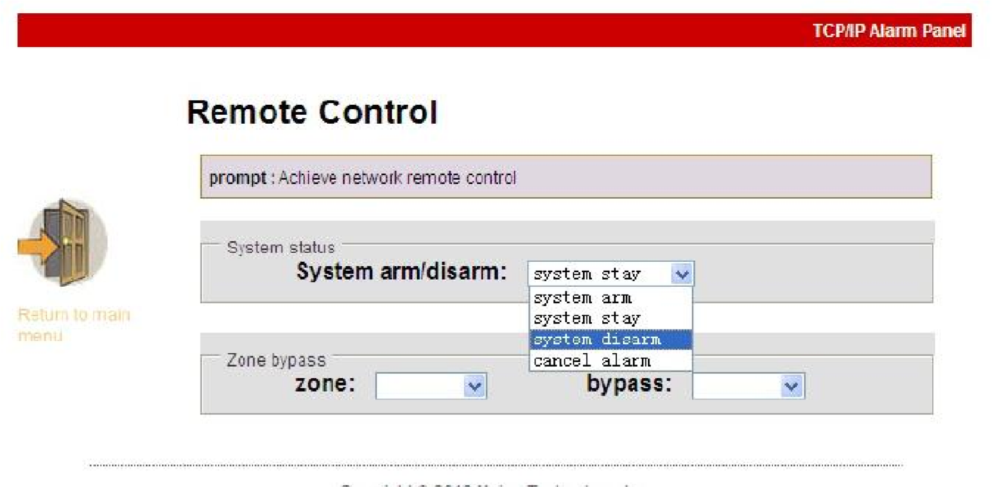 TCP/IP Alarm Panel
Remote Control
prompt : Achieve network remote control
System status
System arm/disarm: system stay
system arm
system stay
system disarm
cancel alarm
Return to main
menu
Zone bypass
zone: bypass: